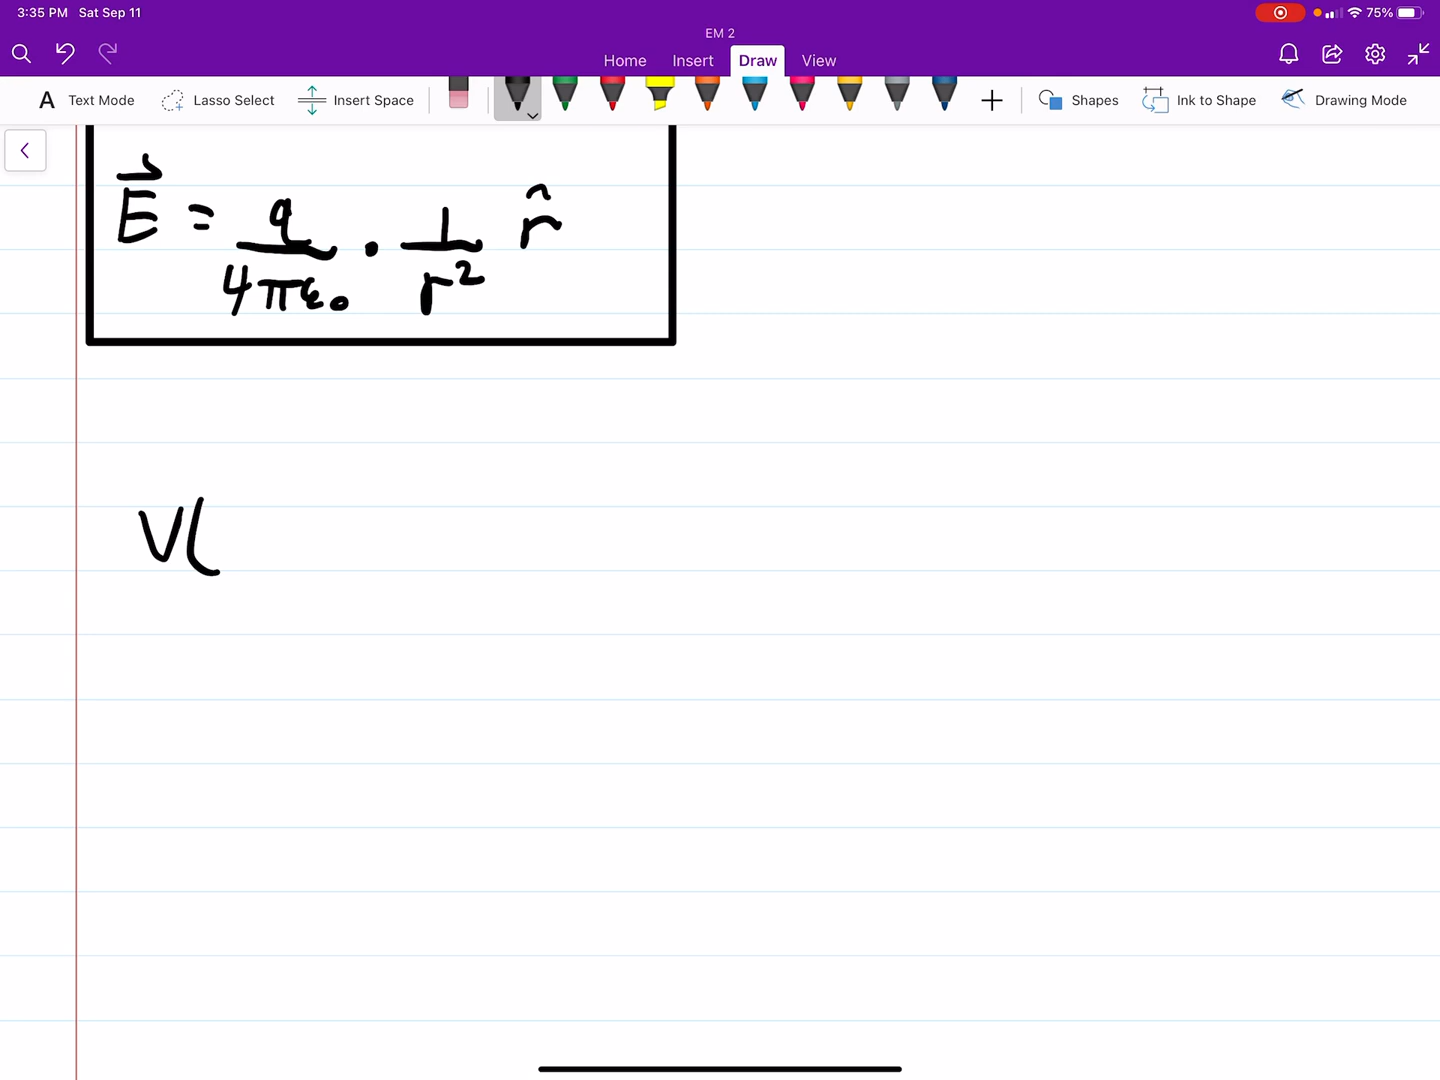 3:35 PM Sat Sep 11
75%
EM 2
Home Insert Draw View
A Text Mode Lasso Select Insert Space Shapes Ink to Shape Drawing Mode
E⃗ = q/4πε₀ · 1/r² r̂
V(